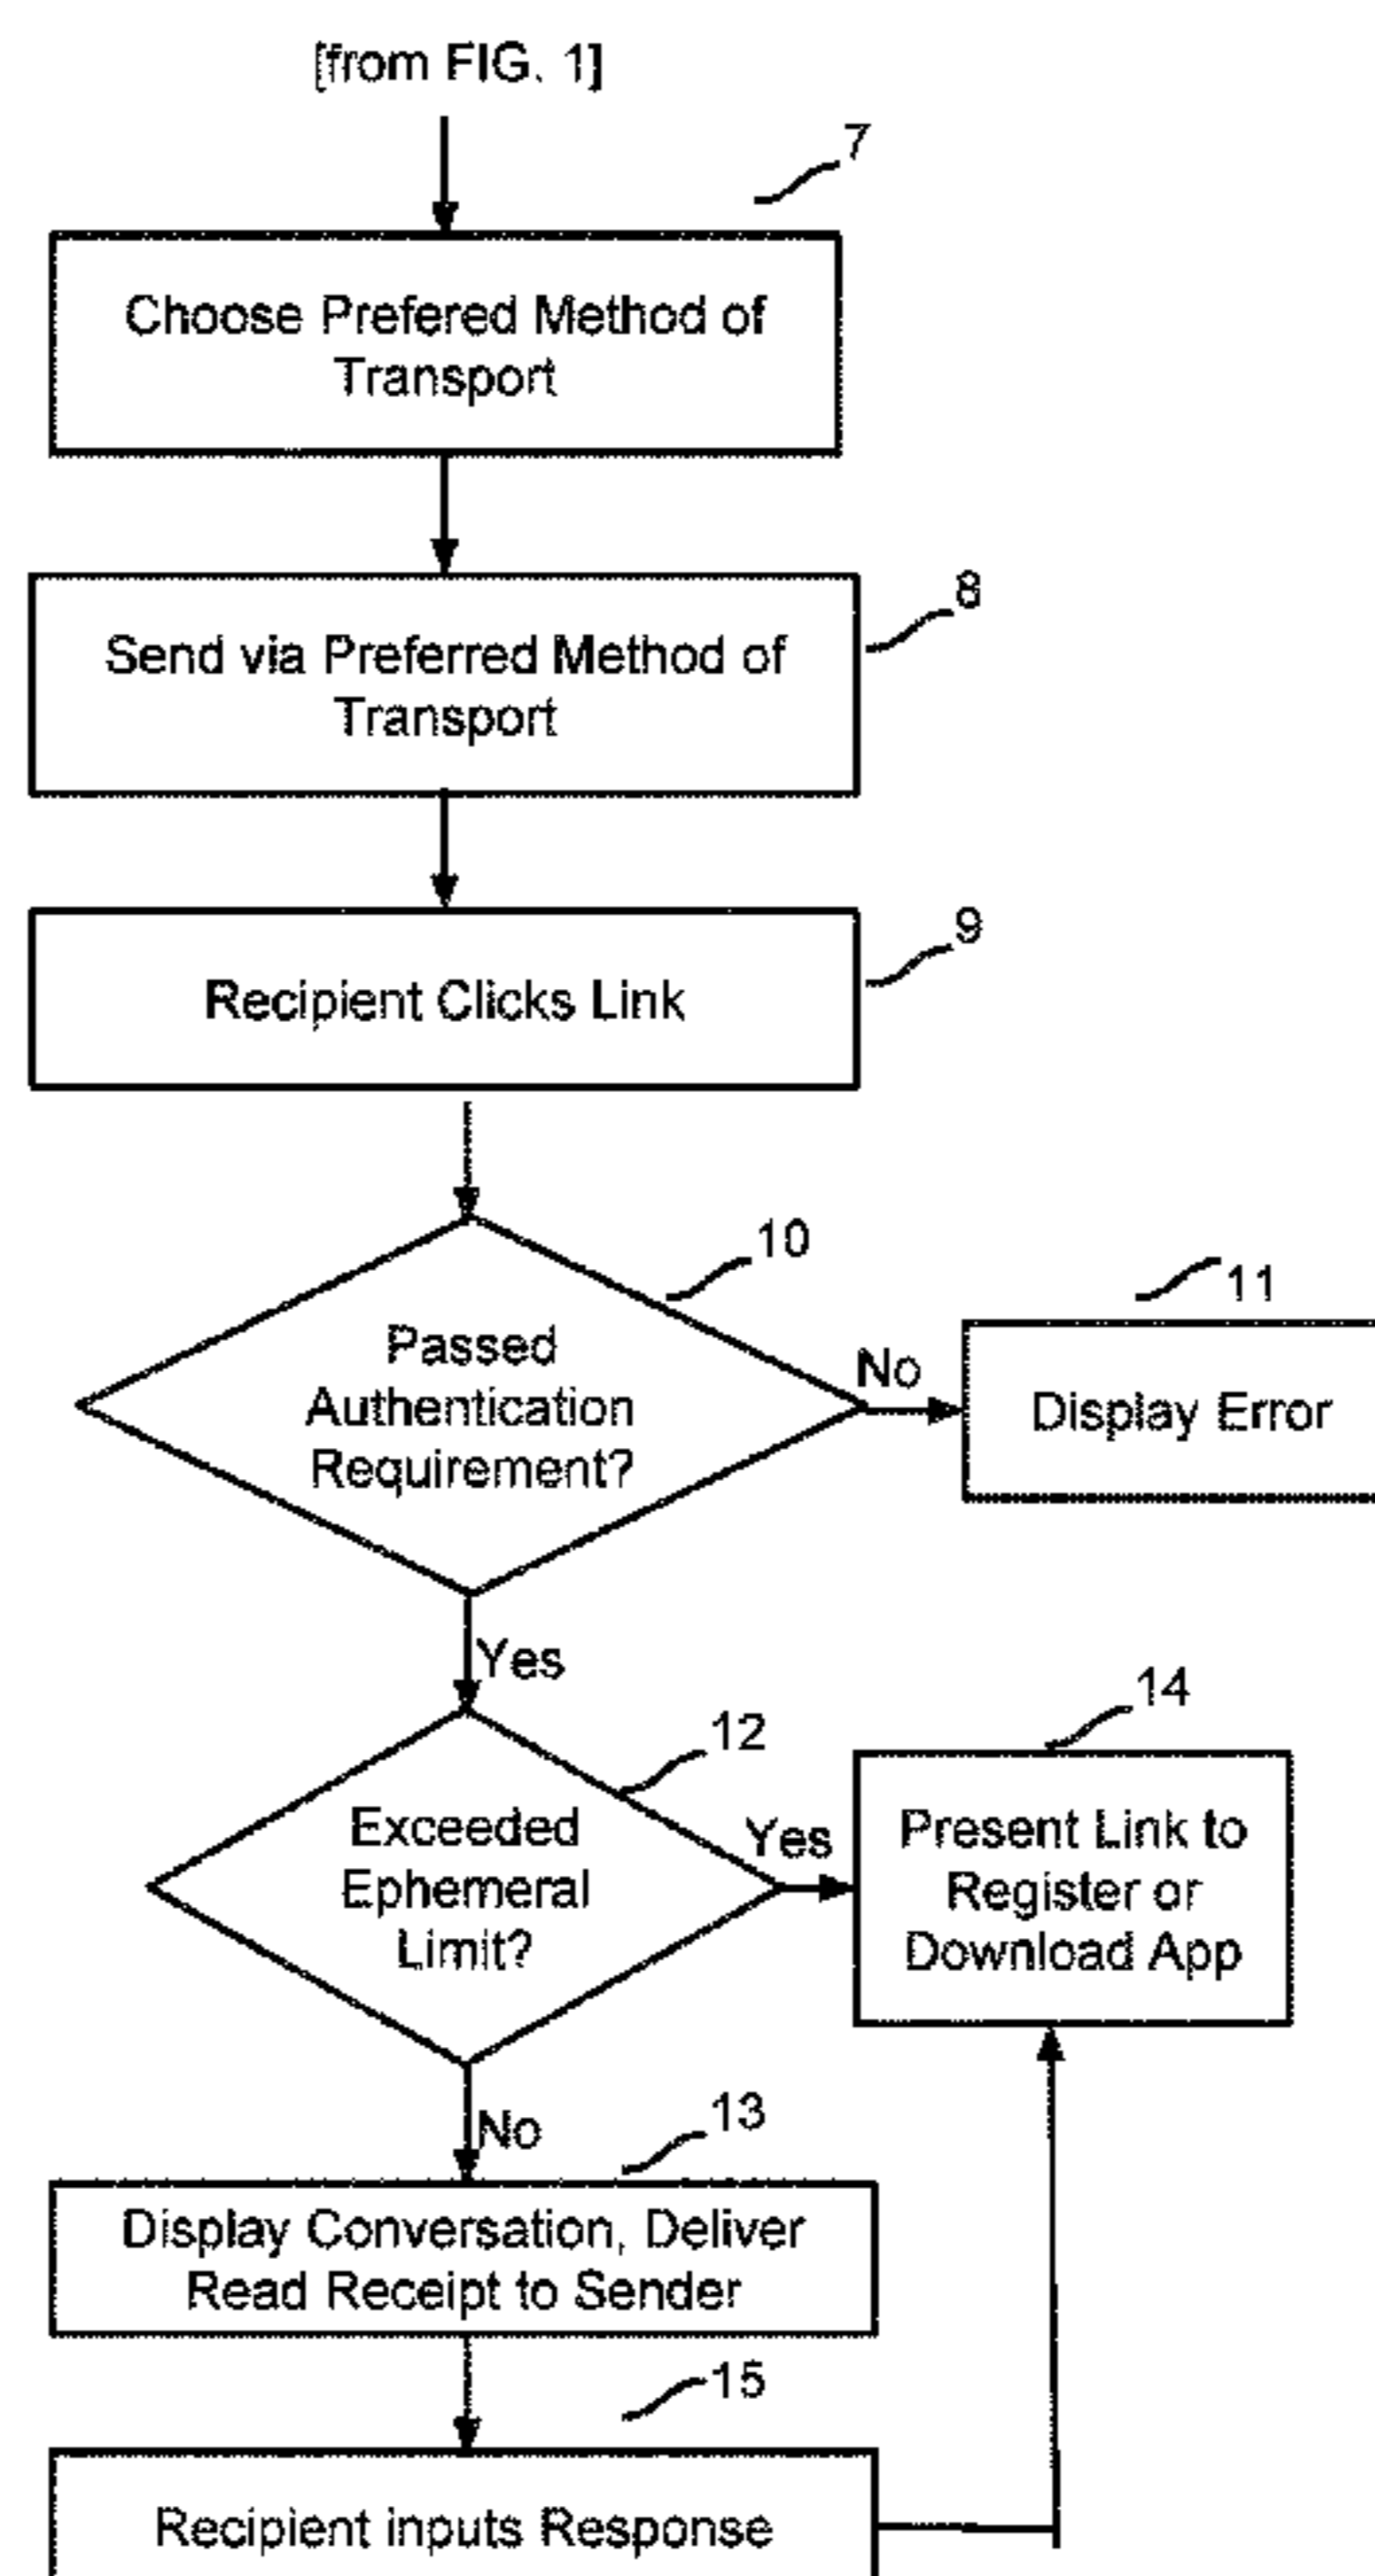 [from FIG. 1]
7
Choose Prefered Method of
Transport
8
Send via Preferred Method of
Transport
9
Recipient Clicks Link
10
Passed
Authentication
Requirement?
No
11
Display Error
Yes
12
Exceeded
Ephemeral
Limit?
Yes
14
Present Link to
Register or
Download App
No
13
Display Conversation, Deliver
Read Receipt to Sender
15
Recipient inputs Response